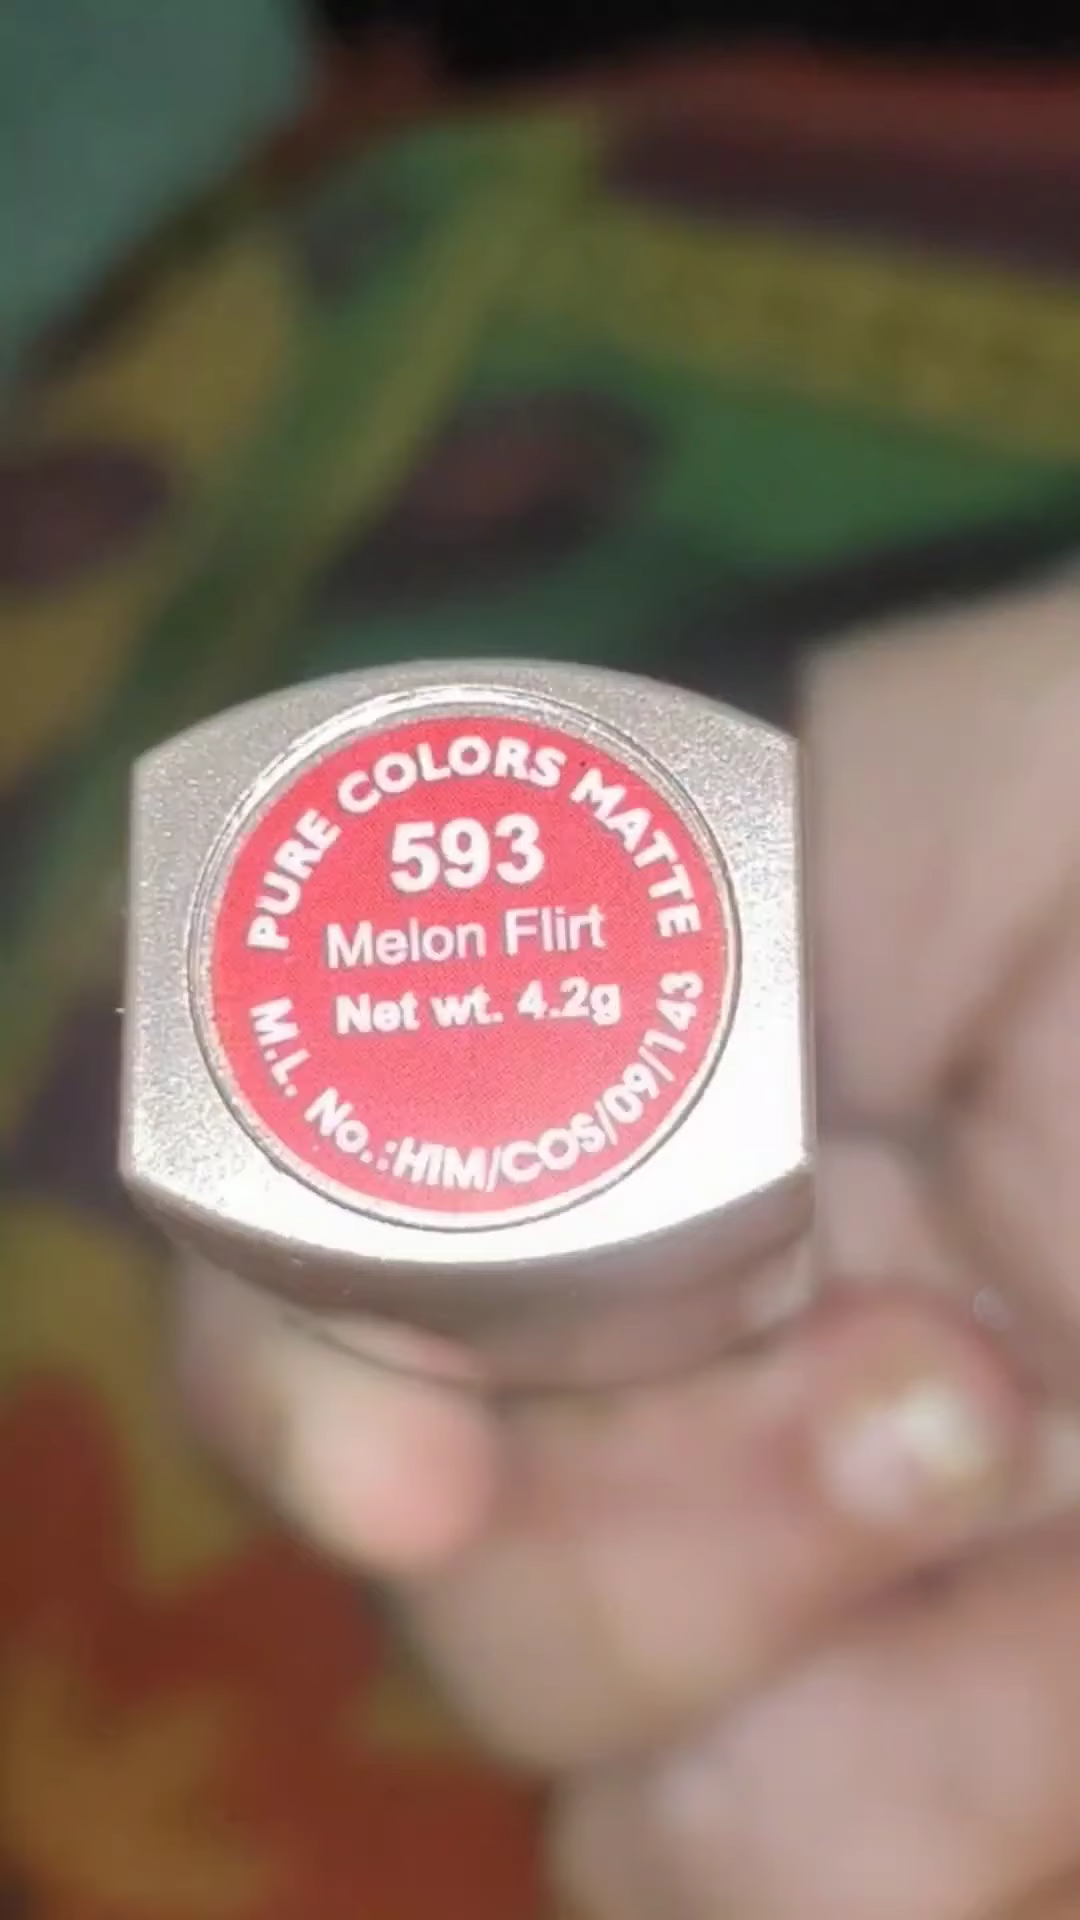 PURE COLORS MATTE
593
Melon Flirt
Net wt. 4.2g
M.L. No.:HIM/COS/09/143